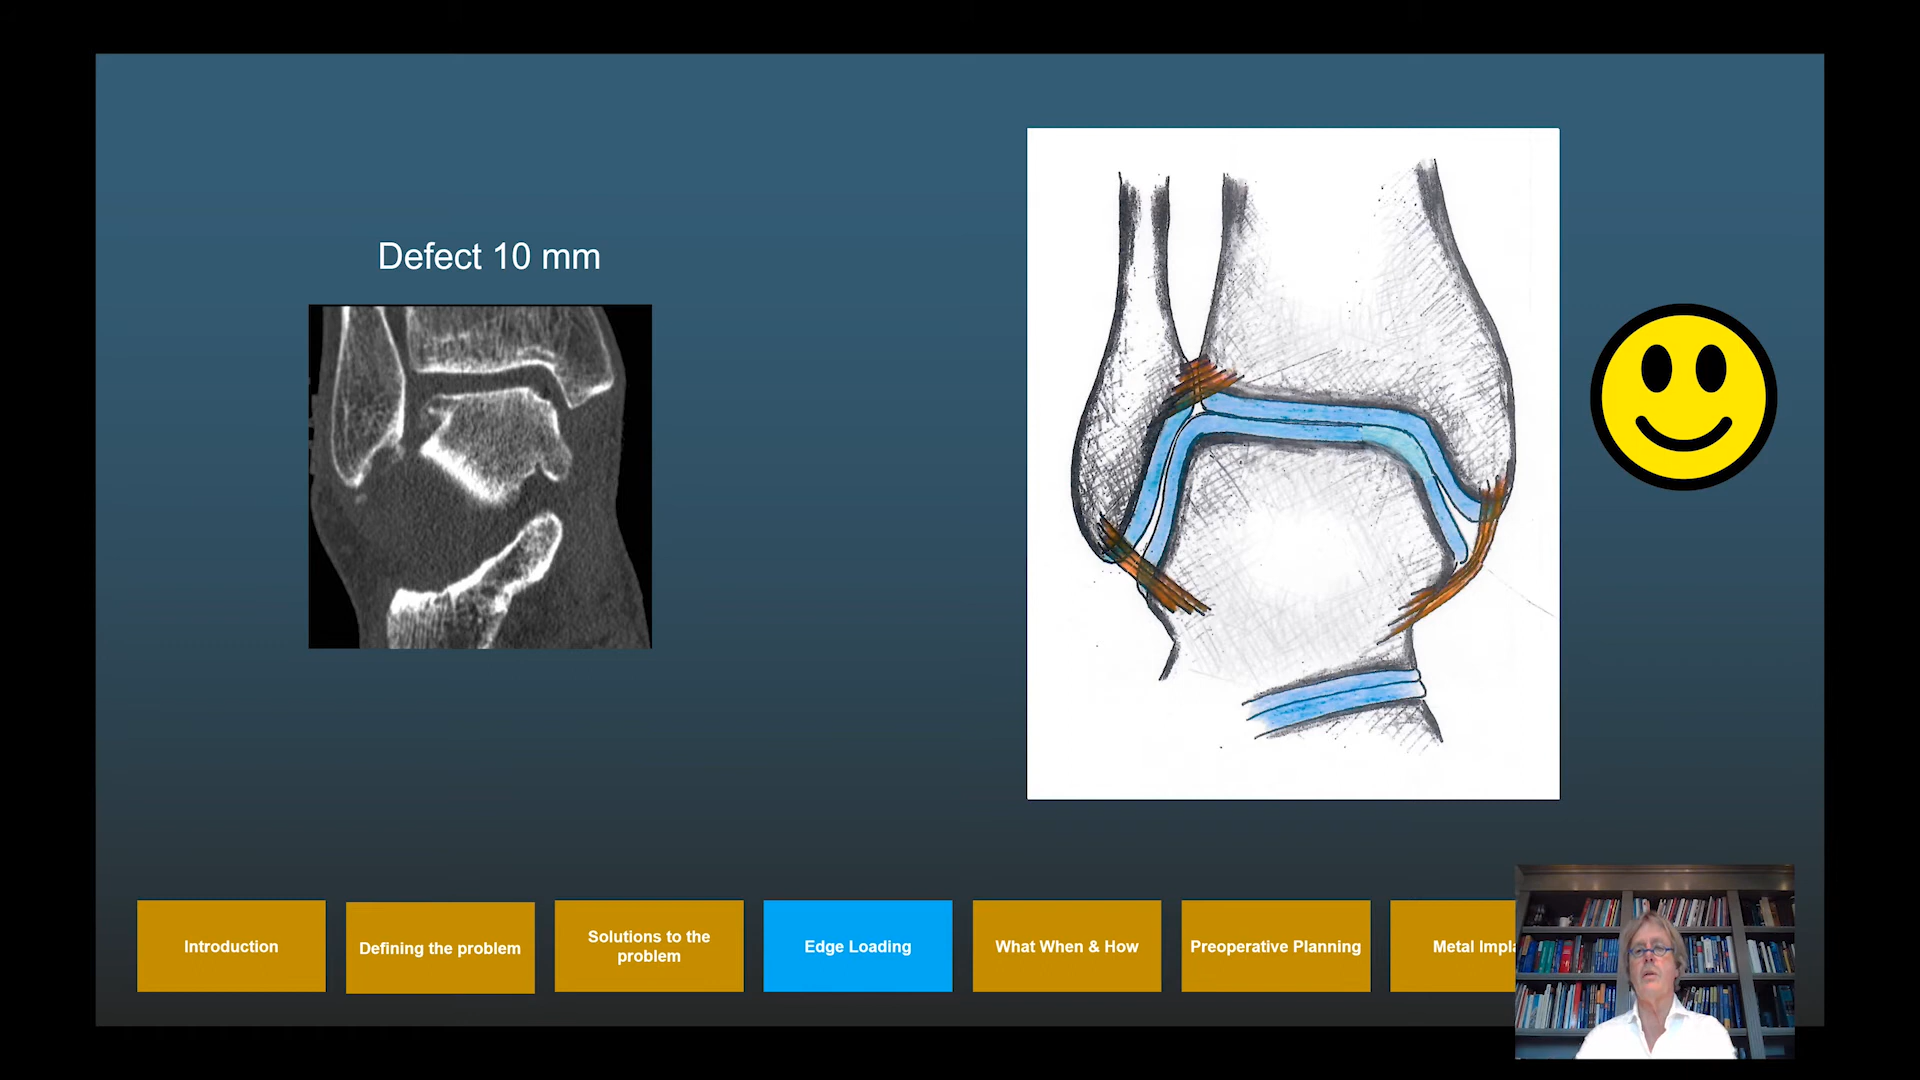 Defect 10 mm
Introduction
Defining the problem
Solutions to the
problem
Edge Loading
What When & How
Preoperative Planning
Metal Impla